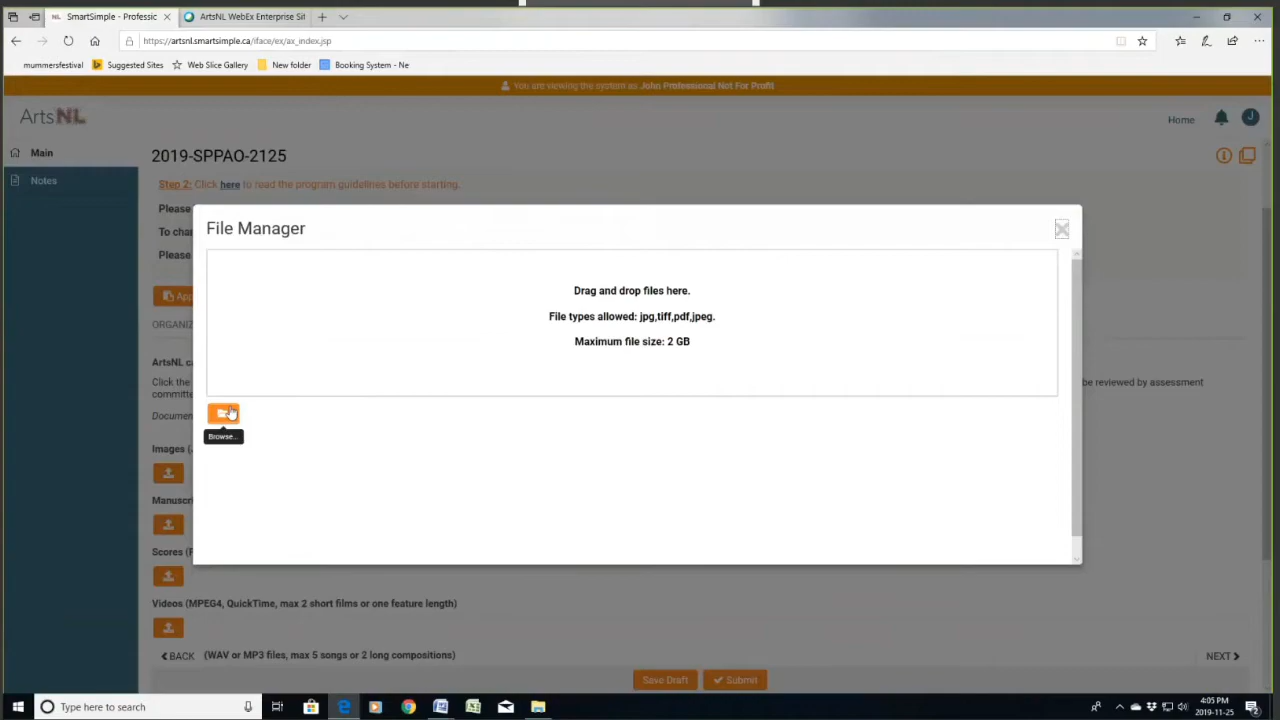 SmartSimple - Professic
ArtsNL WebEx Enterprise Sit
https://artsnl.smartsimple.ca/iface/ex/ax_index.jsp
mummersfestival
Suggested Sites
Web Slice Gallery
New folder
Booking System - Ne
You are viewing the system as John Professional Not For Profit
ArtsNL
Home
J
Main
Notes
2019-SPPAO-2125
Step 2: Click here to read the program guidelines before starting.
Please
To chan
Please
File Manager
Drag and drop files here.
File types allowed: jpg,tiff,pdf,jpeg.
Maximum file size: 2 GB
Browse...
App
ORGANIZ
ArtsNL ca
Click the
be reviewed by assessment
committe
Documen
Images (
Manuscri
Scores (F
Videos (MPEG4, QuickTime, max 2 short films or one feature length)
BACK
(WAV or MP3 files, max 5 songs or 2 long compositions)
NEXT
Save Draft
Submit
Type here to search
4:05 PM
2019-11-25
2